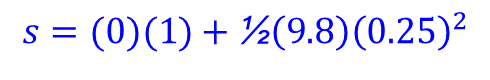 s = (0)(1) + ½(9.8)(0.25)²